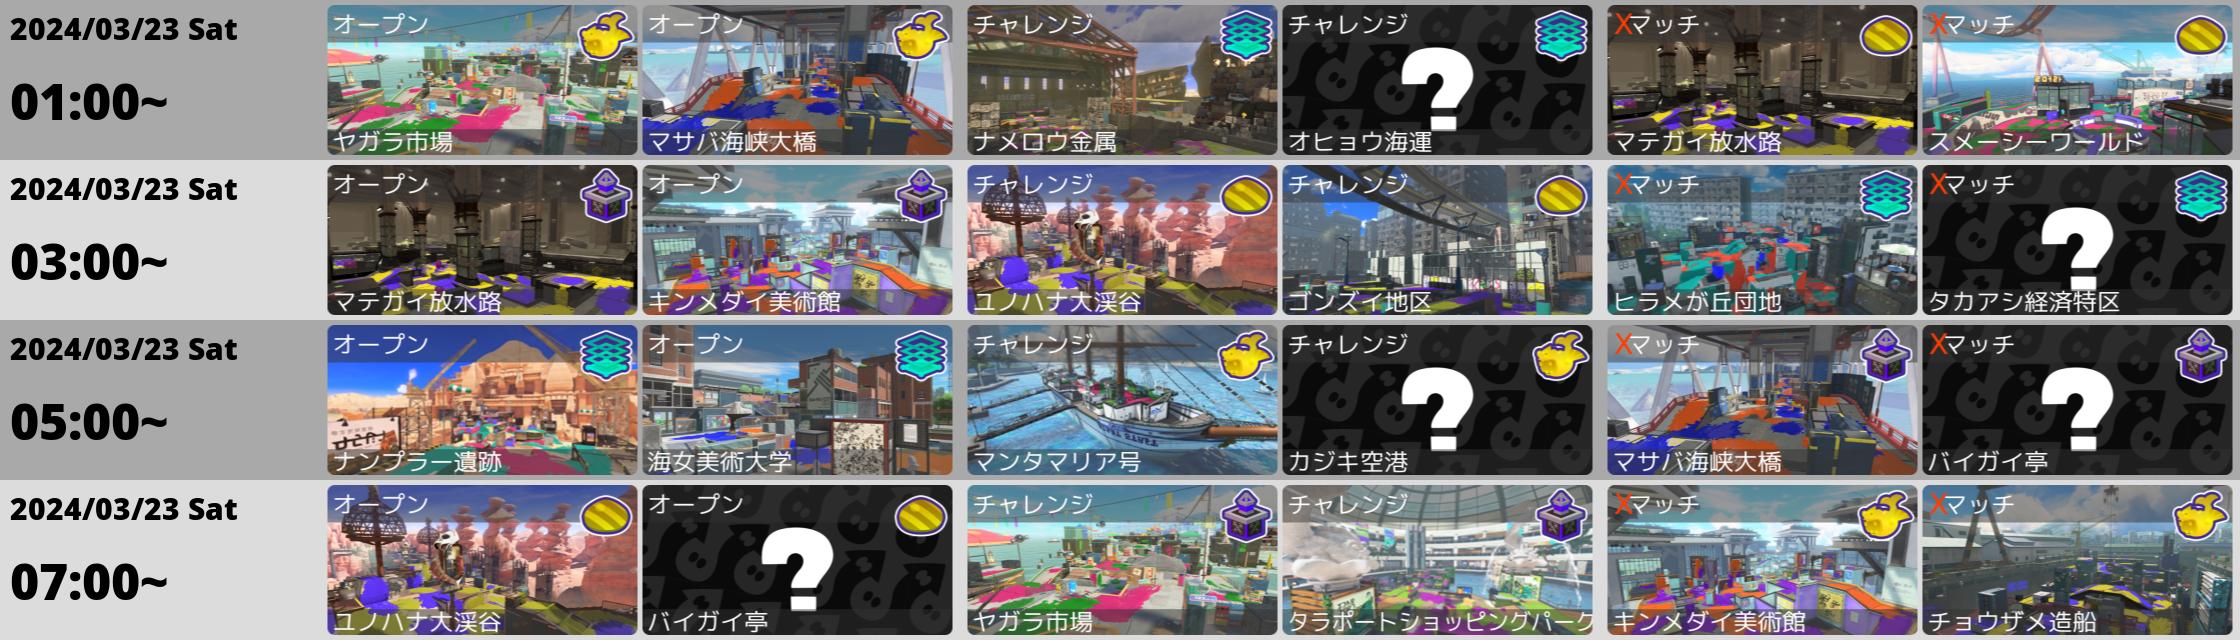 2024/03/23 Sat
01:00~
オープン
ヤガラ市場
オープン
マサバ海峡大橋
チャレンジ
ナメロウ金属
チャレンジ
?
オヒョウ海運
Xマッチ
マテガイ放水路
Xマッチ
スメーシーワールド
2024/03/23 Sat
03:00~
オープン
マテガイ放水路
オープン
キンメダイ美術館
チャレンジ
ユノハナ大渓谷
チャレンジ
ゴンズイ地区
Xマッチ
ヒラメが丘団地
Xマッチ
?
タカアシ経済特区
2024/03/23 Sat
05:00~
オープン
ナンプラー遺跡
オープン
海女美術大学
チャレンジ
マンタマリア号
チャレンジ
?
カジキ空港
Xマッチ
マサバ海峡大橋
Xマッチ
?
バイガイ亭
2024/03/23 Sat
07:00~
オープン
ユノハナ大渓谷
オープン
?
バイガイ亭
チャレンジ
ヤガラ市場
チャレンジ
タラポートショッピングパーク
Xマッチ
キンメダイ美術館
Xマッチ
チョウザメ造船